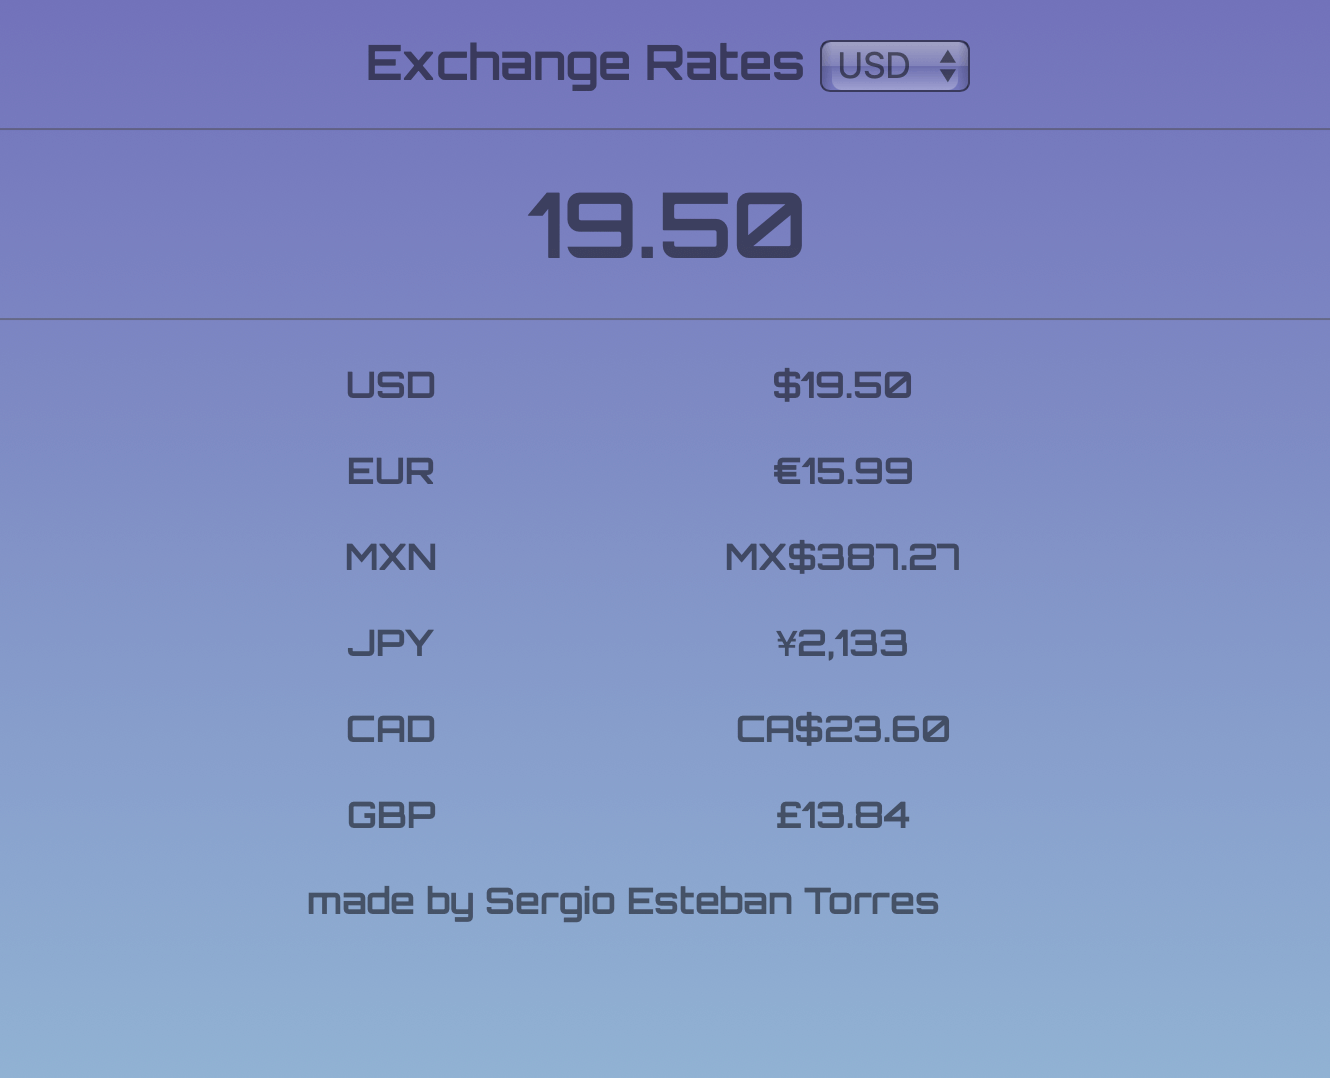 Exchange Rates USD
19.50
USD $19.50
EUR €15.99
MXN MX$387.27
JPY ¥2,133
CAD CA$23.60
GBP £13.84
made by Sergio Esteban Torres